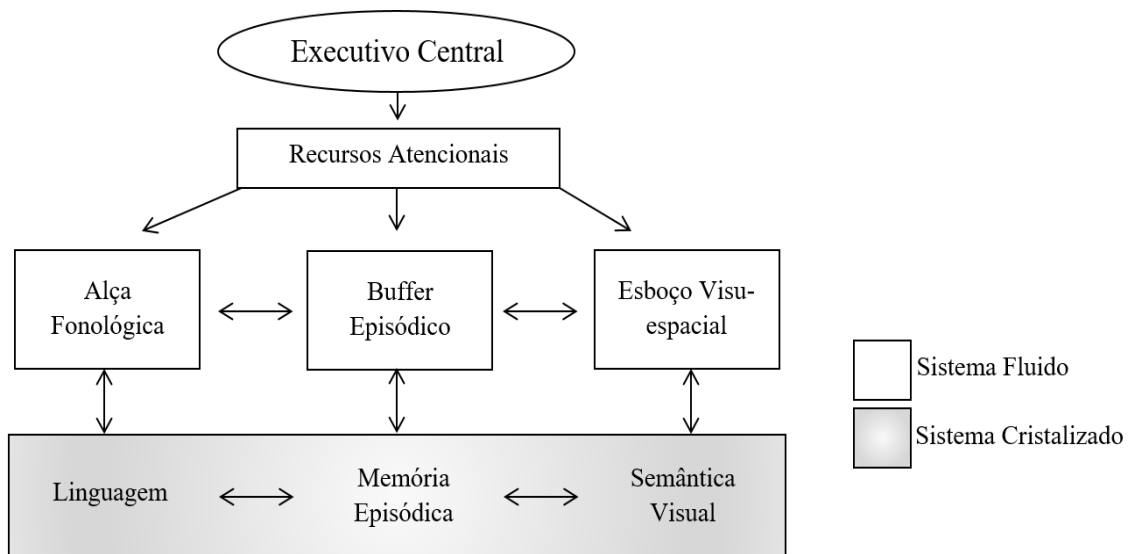 Executivo Central
Recursos Atencionais
Alça
Fonológica
Buffer
Episódico
Esboço Visu-
espacial
Sistema Fluido
Sistema Cristalizado
Linguagem
Memória
Episódica
Semântica
Visual